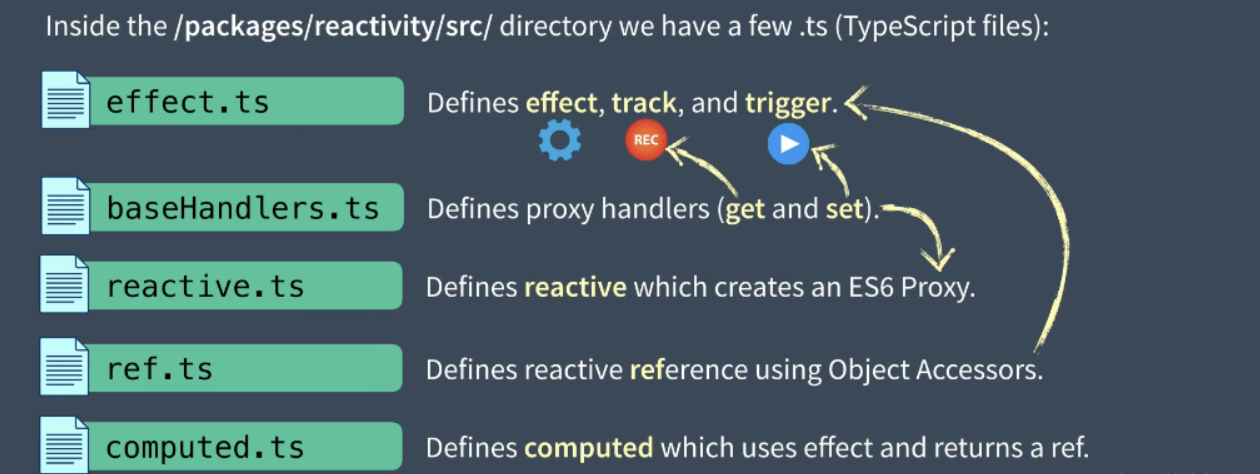 Inside the /packages/reactivity/src/ directory we have a few .ts (TypeScript files):
effect.ts Defines effect, track, and trigger.
REC
baseHandlers.ts Defines proxy handlers (get and set).
reactive.ts Defines reactive which creates an ES6 Proxy.
ref.ts Defines reactive reference using Object Accessors.
computed.ts Defines computed which uses effect and returns a ref.